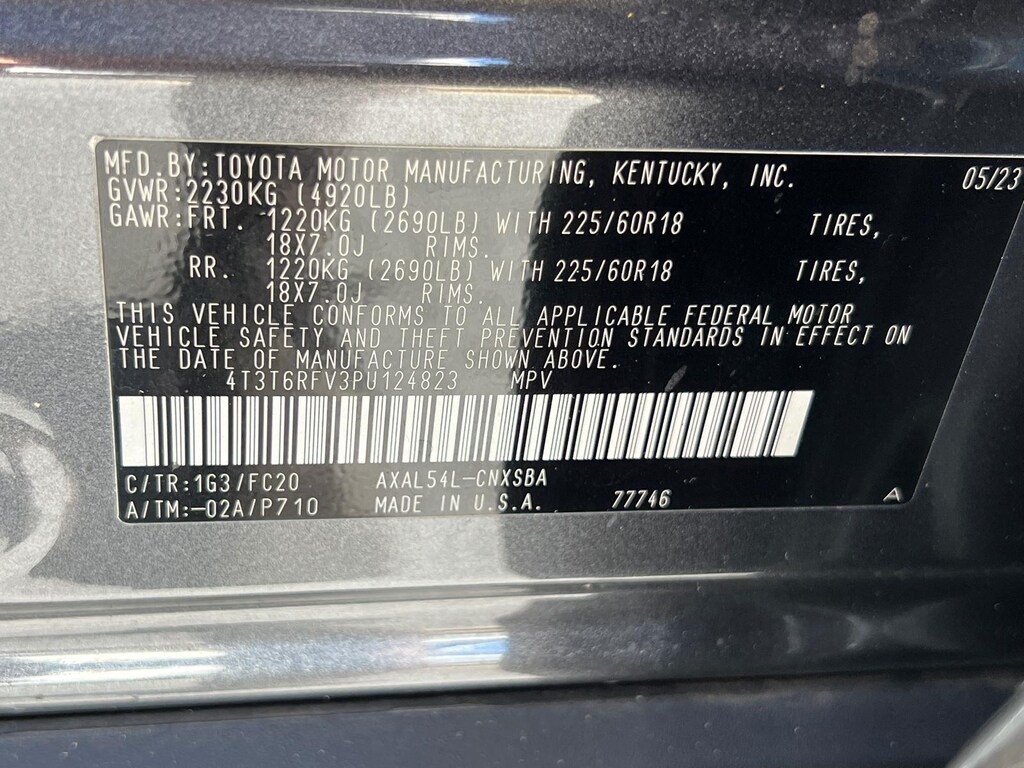 MFD.BY:TOYOTA MOTOR MANUFACTURING, KENTUCKY, INC. 05/23
GVWR:2230KG (4920LB)
GAWR:FRT. 1220KG (2690LB) WITH 225/60R18 TIRES,
18X7.0J RIMS.
RR. 1220KG (2690LB) WITH 225/60R18 TIRES,
18X7.0J RIMS.
THIS VEHICLE CONFORMS TO ALL APPLICABLE FEDERAL MOTOR
VEHICLE SAFETY AND THEFT PREVENTION STANDARDS IN EFFECT ON
THE DATE OF MANUFACTURE SHOWN ABOVE.
4T3T6RFV3PU124823 MPV
C/TR:1G3/FC20 AXAL54L-CNXSBA
A/TM:-02A/P710 MADE IN U.S.A. 77746 A